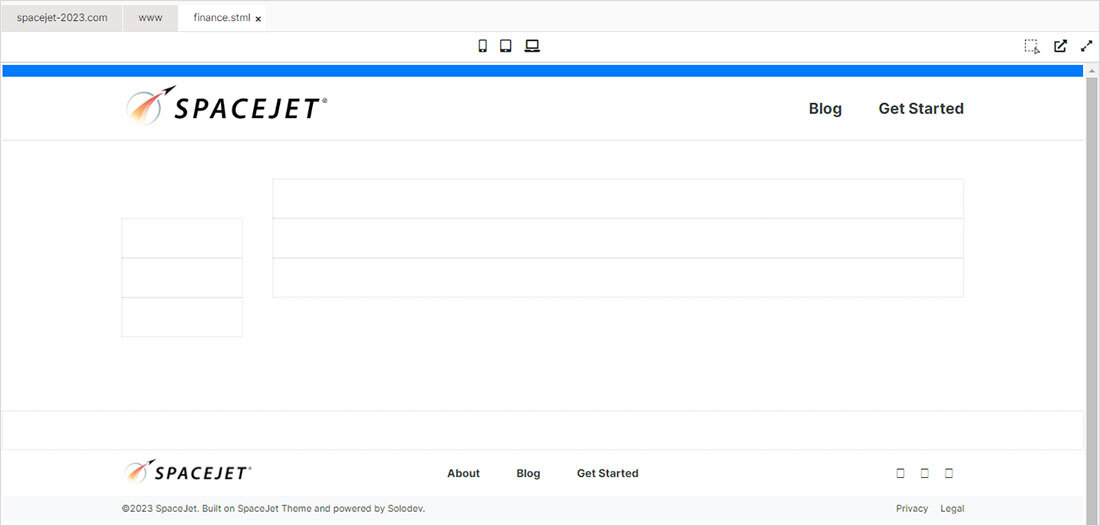 spacejet-2023.com www finance.stml ×
SPACEJET®
Blog Get Started
SPACEJET®
About Blog Get Started
©2023 SpaceJet. Built on SpaceJet Theme and powered by Solodev.
Privacy Legal